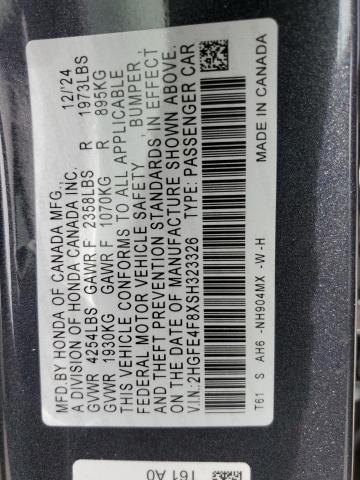 MFD.BY HONDA OF CANADA MFG., 12/'24
A DIVISION OF HONDA CANADA INC.
GVWR 4254LBS GAWR F 2358LBS R 1973LBS
GVWR 1930KG GAWR F 1070KG R 895KG
THIS VEHICLE CONFORMS TO ALL APPLICABLE
FEDERAL MOTOR VEHICLE SAFETY , BUMPER,
AND THEFT PREVENTION STANDARDS IN EFFECT
ON THE DATE OF MANUFACTURE SHOWN ABOVE.
V.I.N.:2HGFE4F8XSH323326 TYPE: PASSENGER CAR
T61 S AH6 -NH904MX -W-H MADE IN CANADA
T61 A0